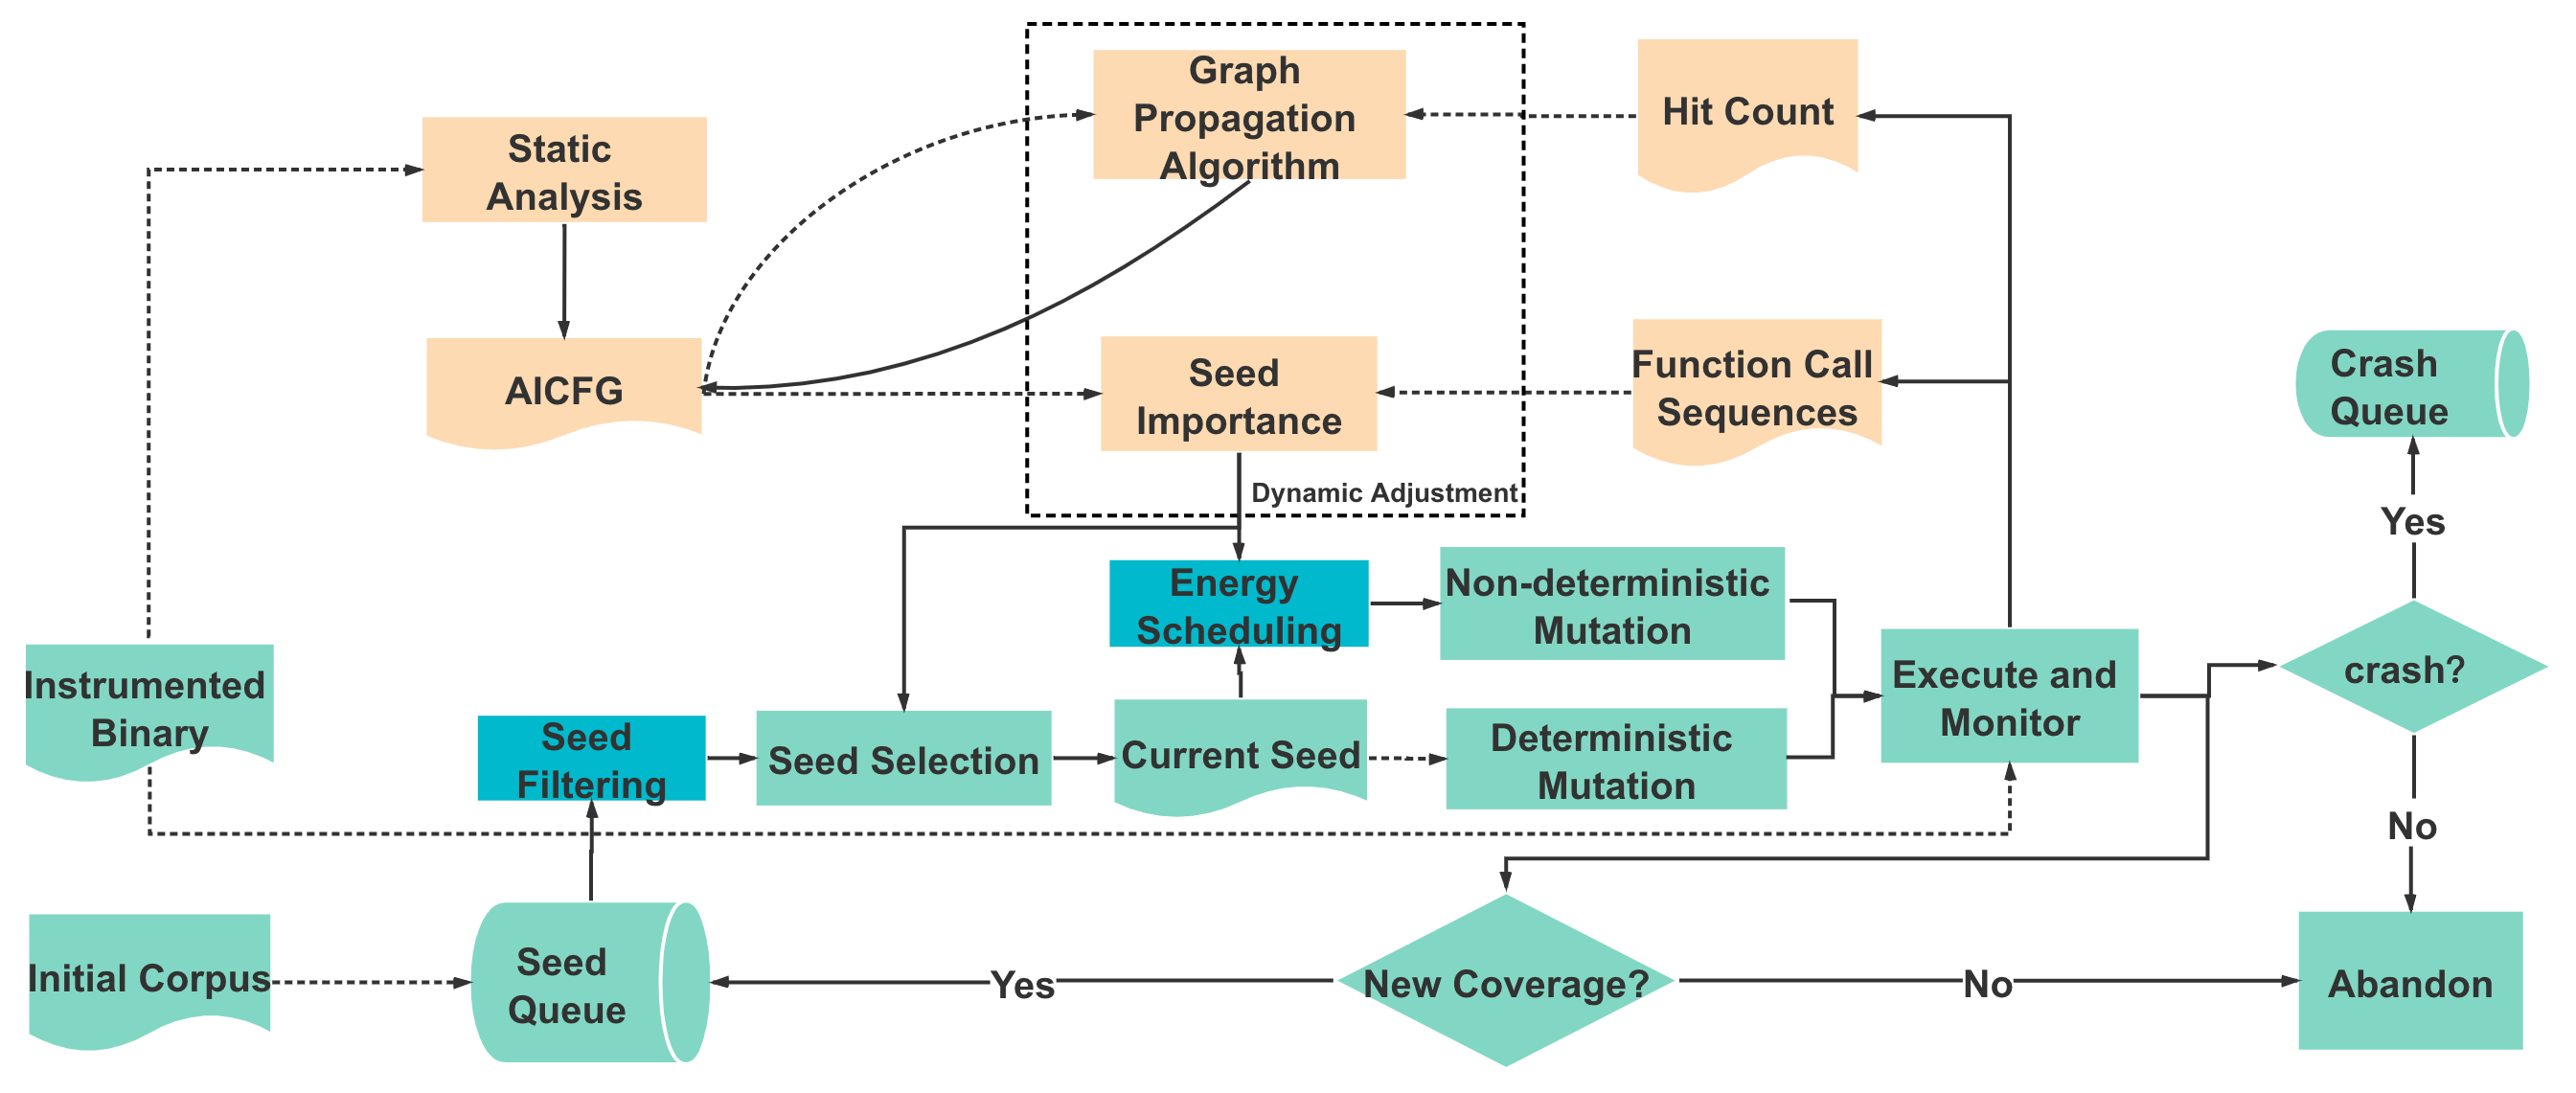 Graph
Propagation
Algorithm
Hit Count
Static
Analysis
AICFG
Seed
Importance
Function Call
Sequences
Crash
Queue
Dynamic Adjustment
Yes
Energy
Scheduling
Non-deterministic
Mutation
Instrumented
Binary
Execute and
Monitor
crash?
Seed
Filtering
Seed Selection
Current Seed
Deterministic
Mutation
No
Initial Corpus
Seed
Queue
Yes
New Coverage?
No
Abandon